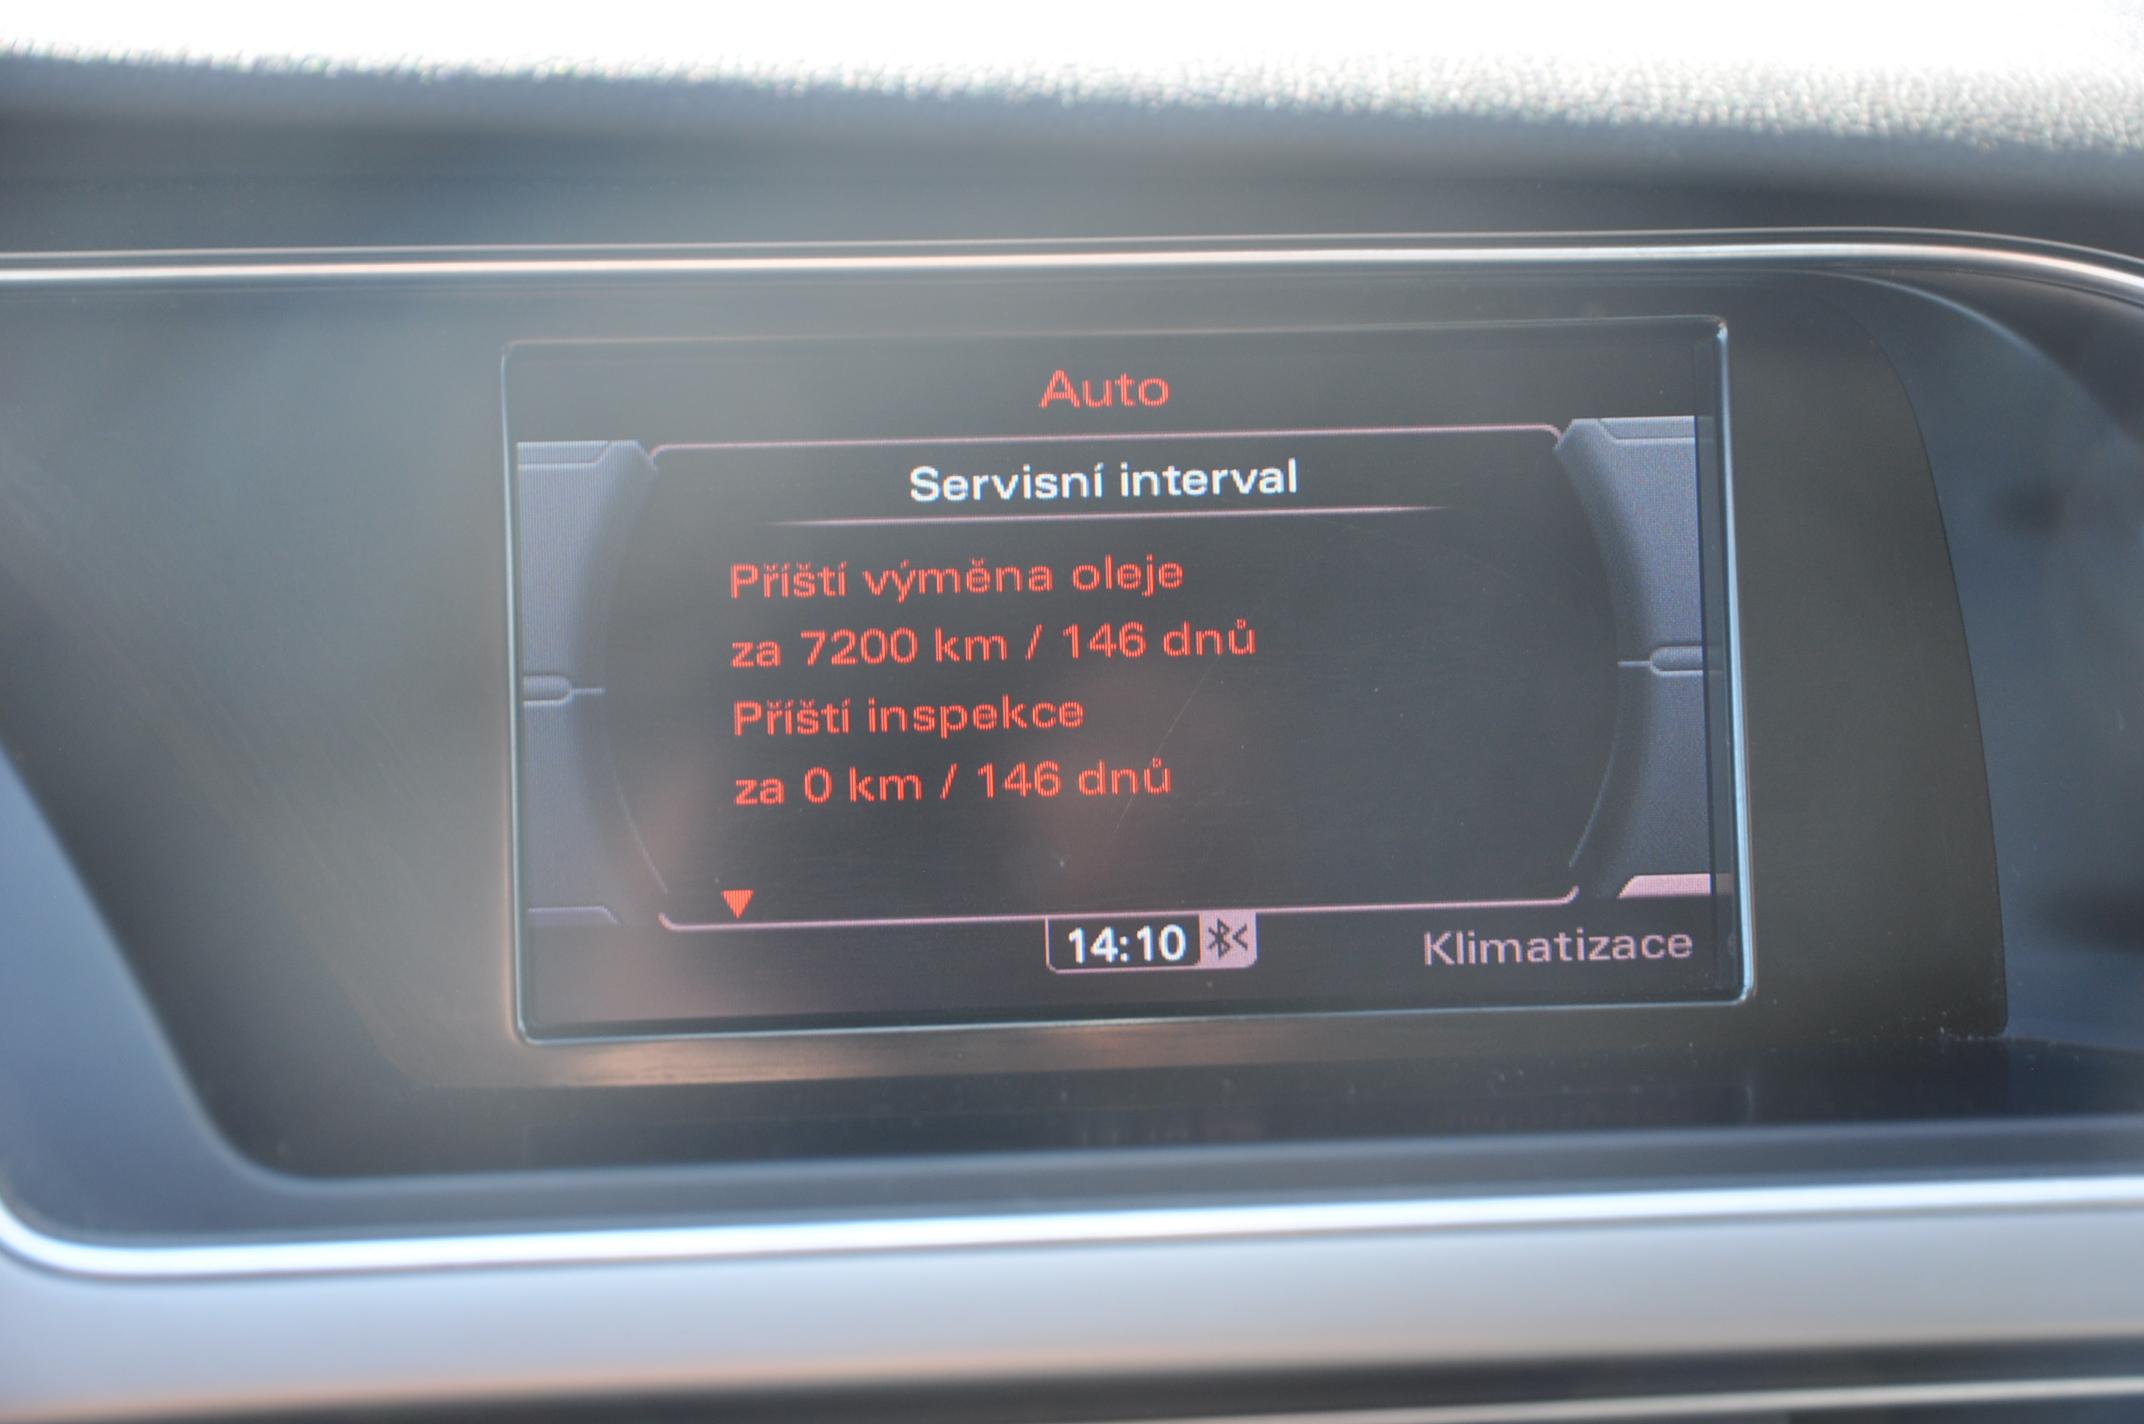 Auto
Servisní interval
Příští výměna oleje
za 7200 km / 146 dnů
Příští inspekce
za 0 km / 146 dnů
14:10
Klimatizace